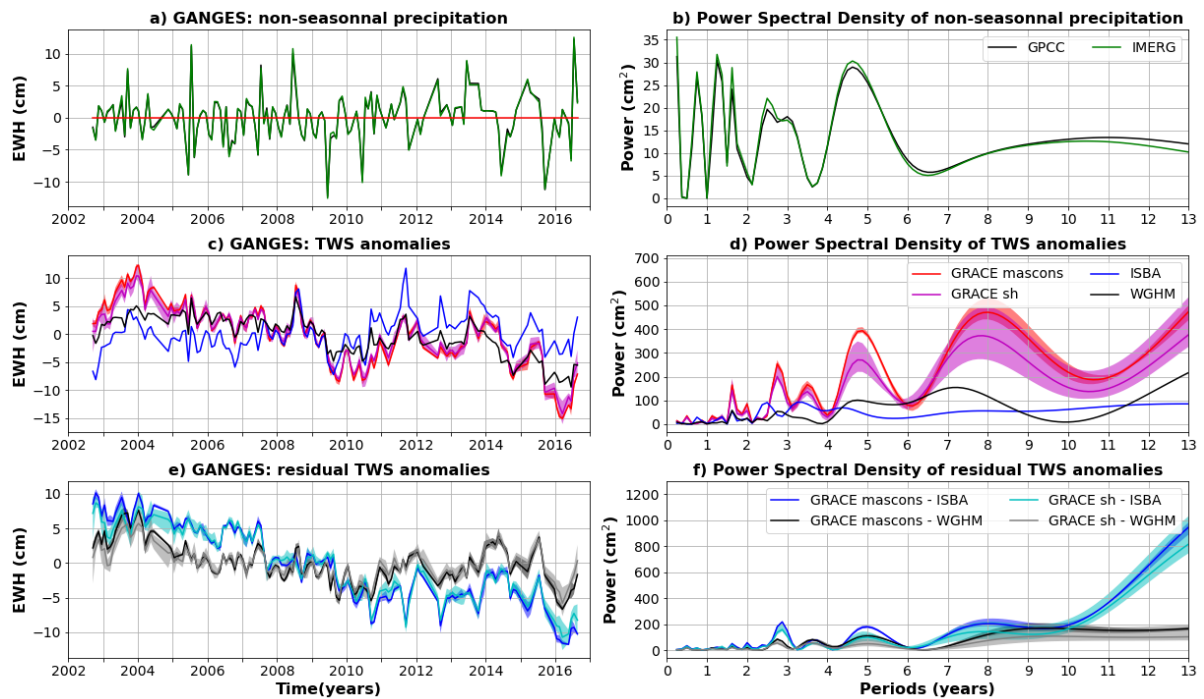 a) GANGES: non-seasonnal precipitation
EWH (cm)
10
5
0
−5
−10
2002 2004 2006 2008 2010 2012 2014 2016
b) Power Spectral Density of non-seasonnal precipitation
Power (cm²)
35
30
25
20
15
10
5
0
GPCC IMERG
0 1 2 3 4 5 6 7 8 9 10 11 12 13
c) GANGES: TWS anomalies
EWH (cm)
10
5
0
−5
−10
−15
2002 2004 2006 2008 2010 2012 2014 2016
d) Power Spectral Density of TWS anomalies
Power (cm²)
700
600
500
400
300
200
100
0
GRACE mascons ISBA
GRACE sh WGHM
0 1 2 3 4 5 6 7 8 9 10 11 12 13
e) GANGES: residual TWS anomalies
EWH (cm)
10
5
0
−5
−10
2002 2004 2006 2008 2010 2012 2014 2016
Time(years)
f) Power Spectral Density of residual TWS anomalies
Power (cm²)
1200
1000
800
600
400
200
0
GRACE mascons - ISBA GRACE sh - ISBA
GRACE mascons - WGHM GRACE sh - WGHM
0 1 2 3 4 5 6 7 8 9 10 11 12 13
Periods (years)